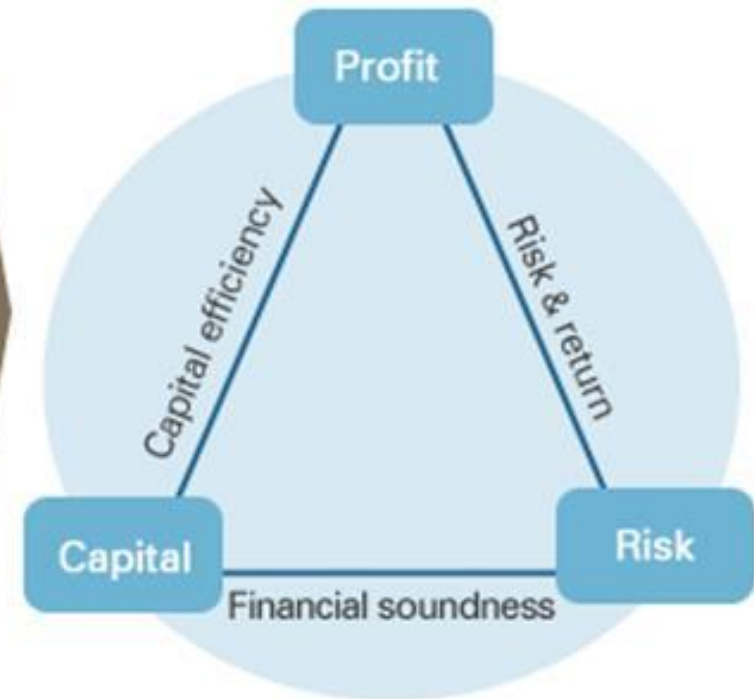 Profit
Capital efficiency
Risk & return
Capital
Risk
Financial soundness